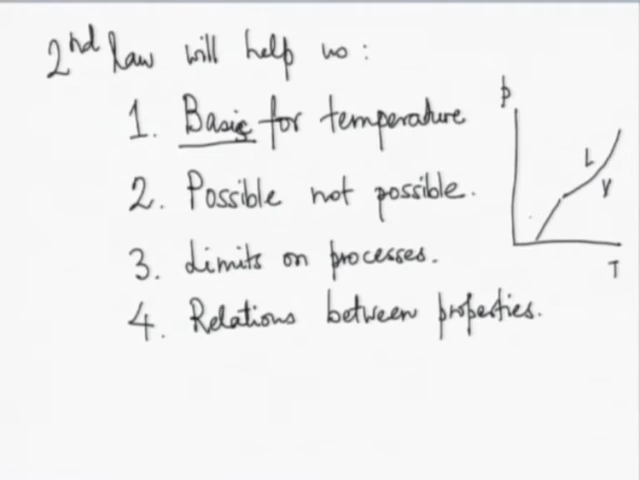 2nd law will help us:
1. Basis for temperature
2. Possible not possible.
3. Limits on processes.
4. Relations between properties.
p
L
V
T